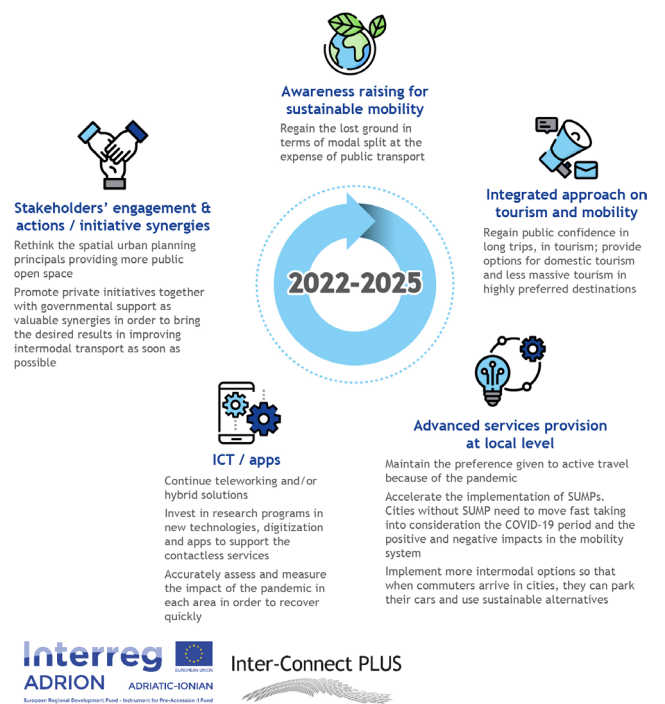 Awareness raising for
sustainable mobility
Regain the lost ground in
terms of modal split at the
expense of public transport
Integrated approach on
tourism and mobility
Regain public confidence in
long trips, in tourism; provide
options for domestic tourism
and less massive tourism in
highly preferred destinations
Stakeholders' engagement &
actions / initiative synergies
Rethink the spatial urban planning
principals providing more public
open space
Promote private initiatives together
with governmental support as
valuable synergies in order to bring
the desired results in improving
intermodal transport as soon as
possible
2022-2025
Advanced services provision
at local level
Maintain the preference given to active travel
because of the pandemic
Accelerate the implementation of SUMPs.
Cities without SUMP need to move fast taking
into consideration the COVID-19 period and the
positive and negative impacts in the mobility
system
Implement more intermodal options so that
when commuters arrive in cities, they can park
their cars and use sustainable alternatives
ICT / apps
Continue teleworking and/or
hybrid solutions
Invest in research programs in
new technologies, digitization
and apps to support the
contactless services
Accurately assess and measure
the impact of the pandemic in
each area in order to recover
quickly
Interreg
EUROPEAN UNION
ADRION ADRIATIC-IONIAN
European Regional Development Fund - Instrument for Pre-Accession II Fund
Inter-Connect PLUS